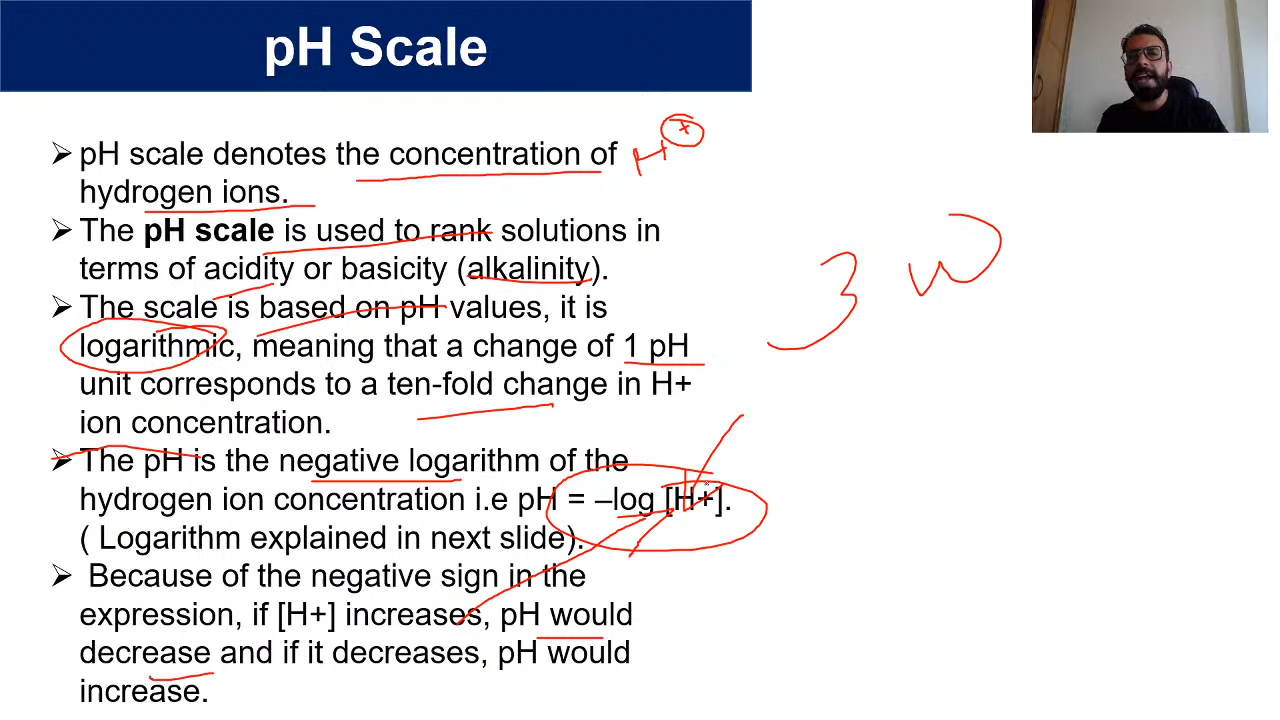 pH Scale
➢ pH scale denotes the concentration of H+
hydrogen ions.
➢ The pH scale is used to rank solutions in
terms of acidity or basicity (alkalinity).
➢ The scale is based on pH values, it is
logarithmic, meaning that a change of 1 pH
unit corresponds to a ten-fold change in H+
ion concentration.
➢ The pH is the negative logarithm of the
hydrogen ion concentration i.e pH = –log [H+].
( Logarithm explained in next slide).
➢ Because of the negative sign in the
expression, if [H+] increases, pH would
decrease and if it decreases, pH would
increase.